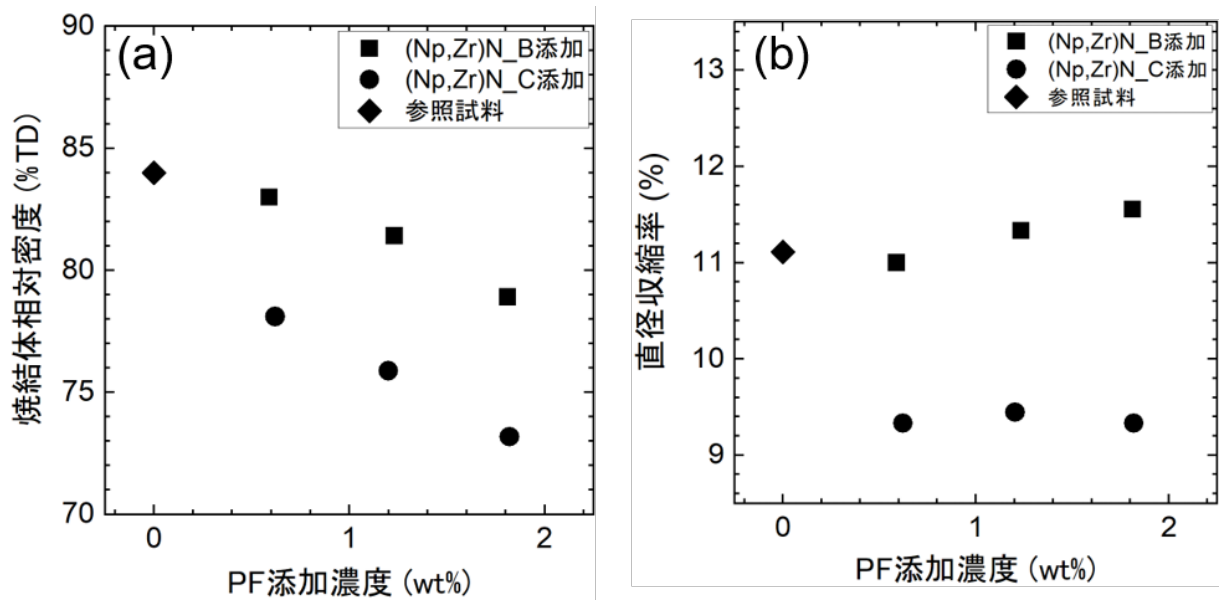 (a)
(Np,Zr)N_B添加
(Np,Zr)N_C添加
参照試料
90
85
80
75
70
焼結体相対密度 (%TD)
0 1 2
PF添加濃度 (wt%)
(b)
(Np,Zr)N_B添加
(Np,Zr)N_C添加
参照試料
13
12
11
10
9
直径収縮率 (%)
0 1 2
PF添加濃度 (wt%)